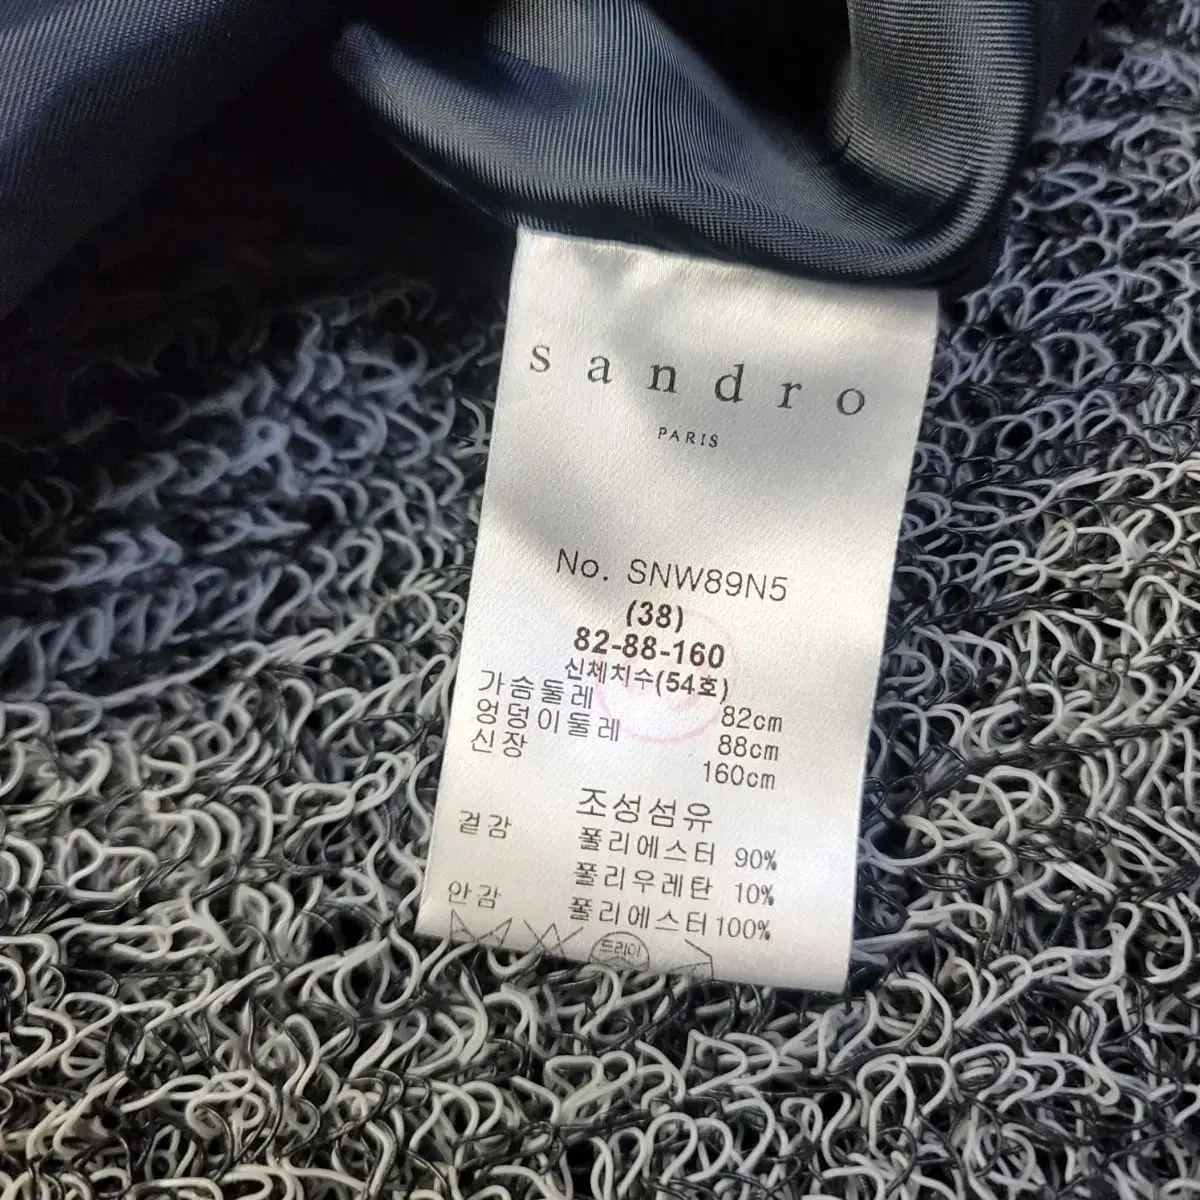 sandro
PARIS
No. SNW89N5
(38)
82-88-160
신체치수(54호)
가슴둘레 82cm
엉덩이둘레 88cm
신장 160cm
조성섬유
겉감 폴리에스터 90%
폴리우레탄 10%
안감 폴리에스터 100%
드라이